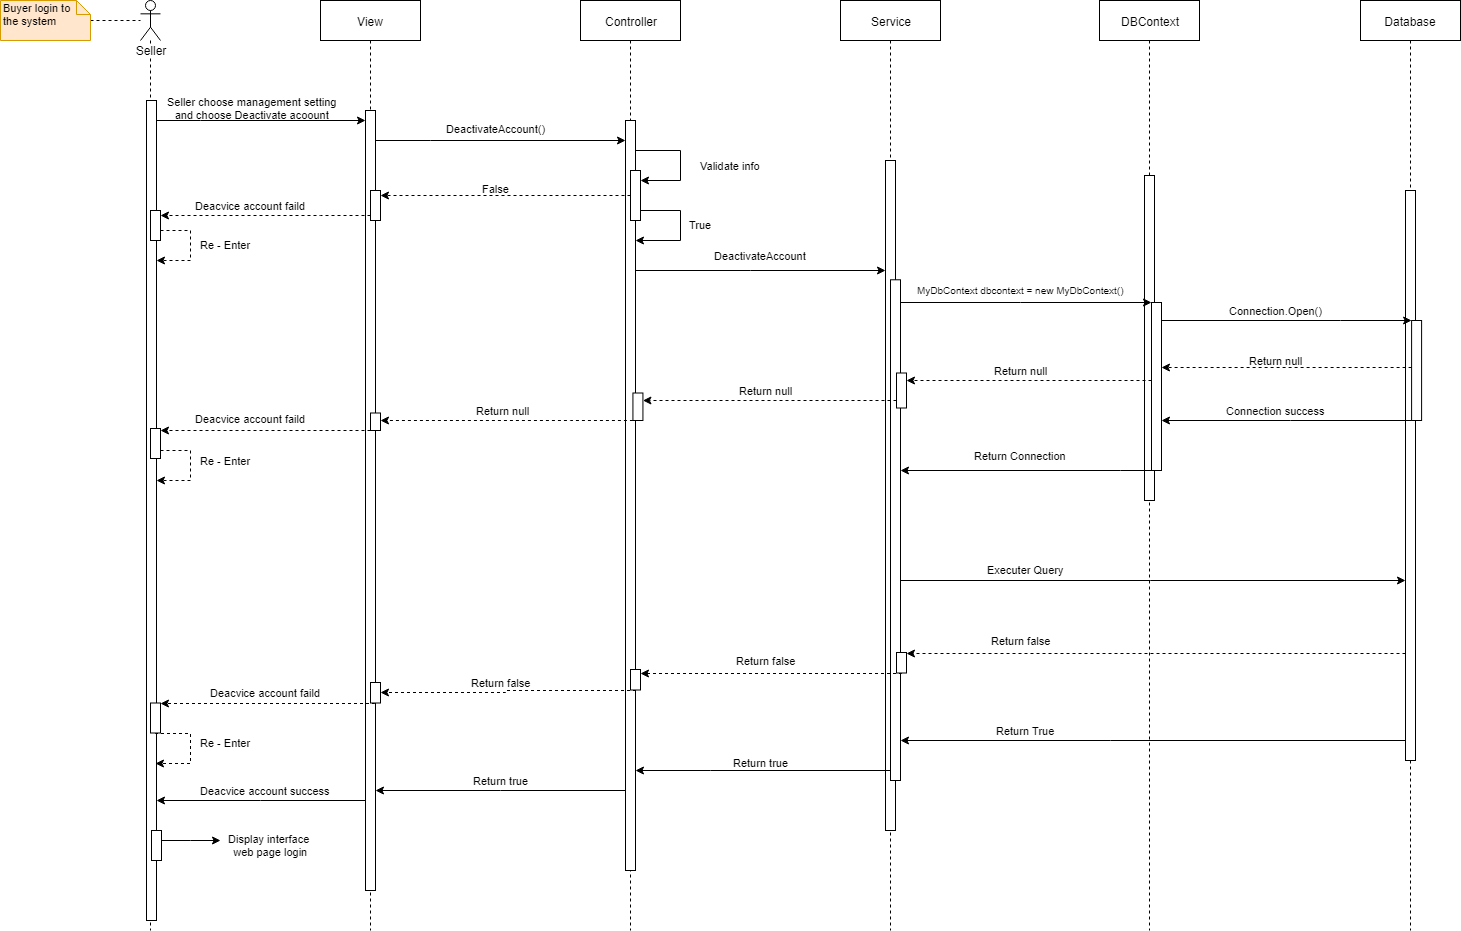 Buyer login to
the system
Seller
View
Controller
Service
DBContext
Database
Seller choose management setting
and choose Deactivate acount
DeactivateAccount()
Validate info
False
Deacvice account faild
True
Re - Enter
DeactivateAccount
MyDbContext dbcontext = new MyDbContext()
Connection.Open()
Return null
Return null
Return null
Return null
Connection success
Deacvice account faild
Re - Enter
Return Connection
Executer Query
Return false
Return false
Return false
Deacvice account faild
Return True
Re - Enter
Return true
Return true
Deacvice account success
Display interface
web page login